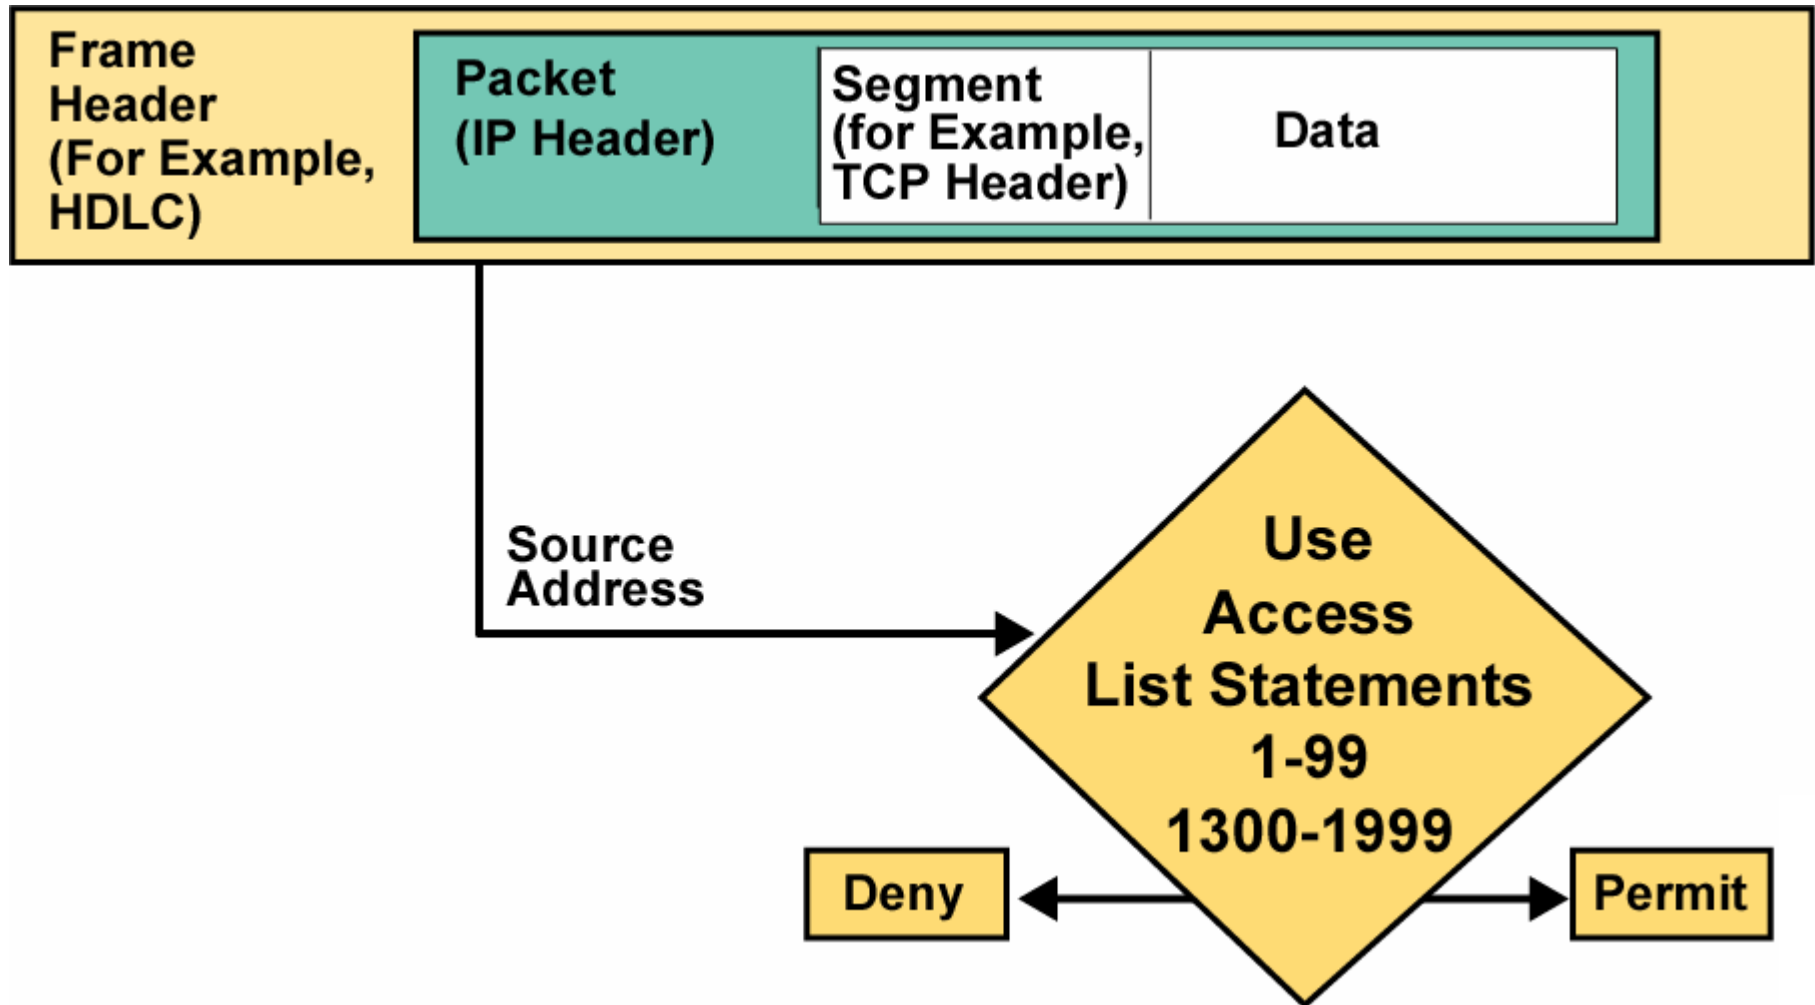 Frame
Header
(For Example,
HDLC)
Packet
(IP Header)
Segment
(for Example,
TCP Header)
Data
Source
Address
Use
Access
List Statements
1-99
1300-1999
Deny
Permit